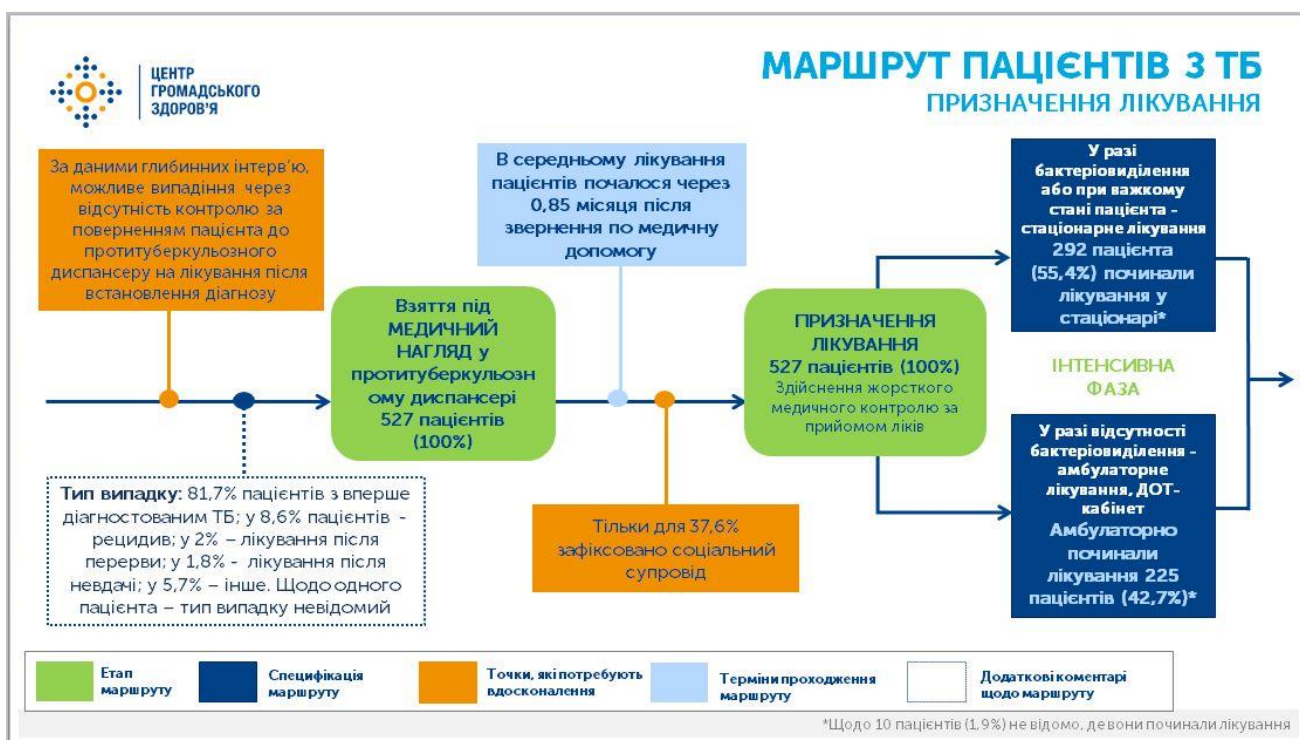 ЦЕНТР
ГРОМАДСЬКОГО
ЗДОРОВ'Я
МАРШРУТ ПАЦІЄНТІВ З ТБ
ПРИЗНАЧЕННЯ ЛІКУВАННЯ
За даними глибинних інтерв'ю,
можливе випадіння через
відсутність контролю за
поверненням пацієнта до
протитуберкульозного
диспансеру на лікування після
встановлення діагнозу
В середньому лікування
пацієнтів почалося через
0,85 місяця після
звернення по медичну
допомогу
У разі
бактеріовиділення
або при важкому
стані пацієнта -
стаціонарне лікування
292 пацієнта
(55,4%) починали
лікування у
стаціонарі*
Взяття під
МЕДИЧНИЙ
НАГЛЯД у
протитуберкульозн
ому диспансері
527 пацієнтів
(100%)
ПРИЗНАЧЕННЯ
ЛІКУВАННЯ
527 пацієнтів (100%)
Здійснення жорсткого
медичного контролю за
прийомом ліків
ІНТЕНСИВНА
ФАЗА
Тип випадку: 81,7% пацієнтів з вперше
діагностованим ТБ; у 8,6% пацієнтів -
рецидив; у 2% – лікування після
перерви; у 1,8% - лікування після
невдачі; у 5,7% – інше. Щодо одного
пацієнта – тип випадку невідомий
Тільки для 37,6%
зафіксовано соціальний
супровід
У разі відсутності
бактеріовиділення -
амбулаторне
лікування, ДОТ-
кабінет
Амбулаторно
починали
лікування 225
пацієнтів (42,7%)*
Етап
маршруту
Специфікація
маршруту
Точки, які потребують
вдосконалення
Терміни проходження
маршруту
Додаткові коментарі
щодо маршруту
*Щодо 10 пацієнтів (1,9%) не відомо, де вони починали лікування